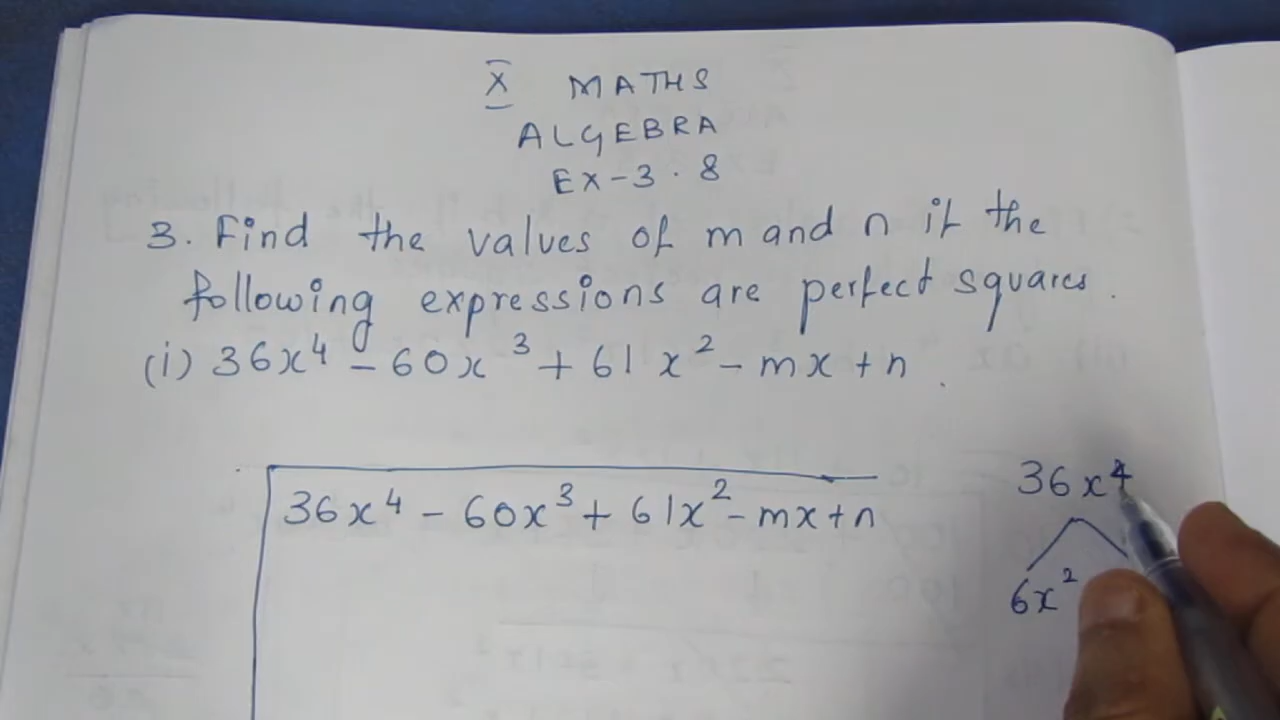 X MATHS
ALGEBRA
EX-3.8
3. Find the values of m and n if the
following expressions are perfect squares.
(i) 36x⁴ - 60x³ + 61x² - mx + n.
36x⁴ - 60x³ + 61x² - mx + n
36x⁴
6x²